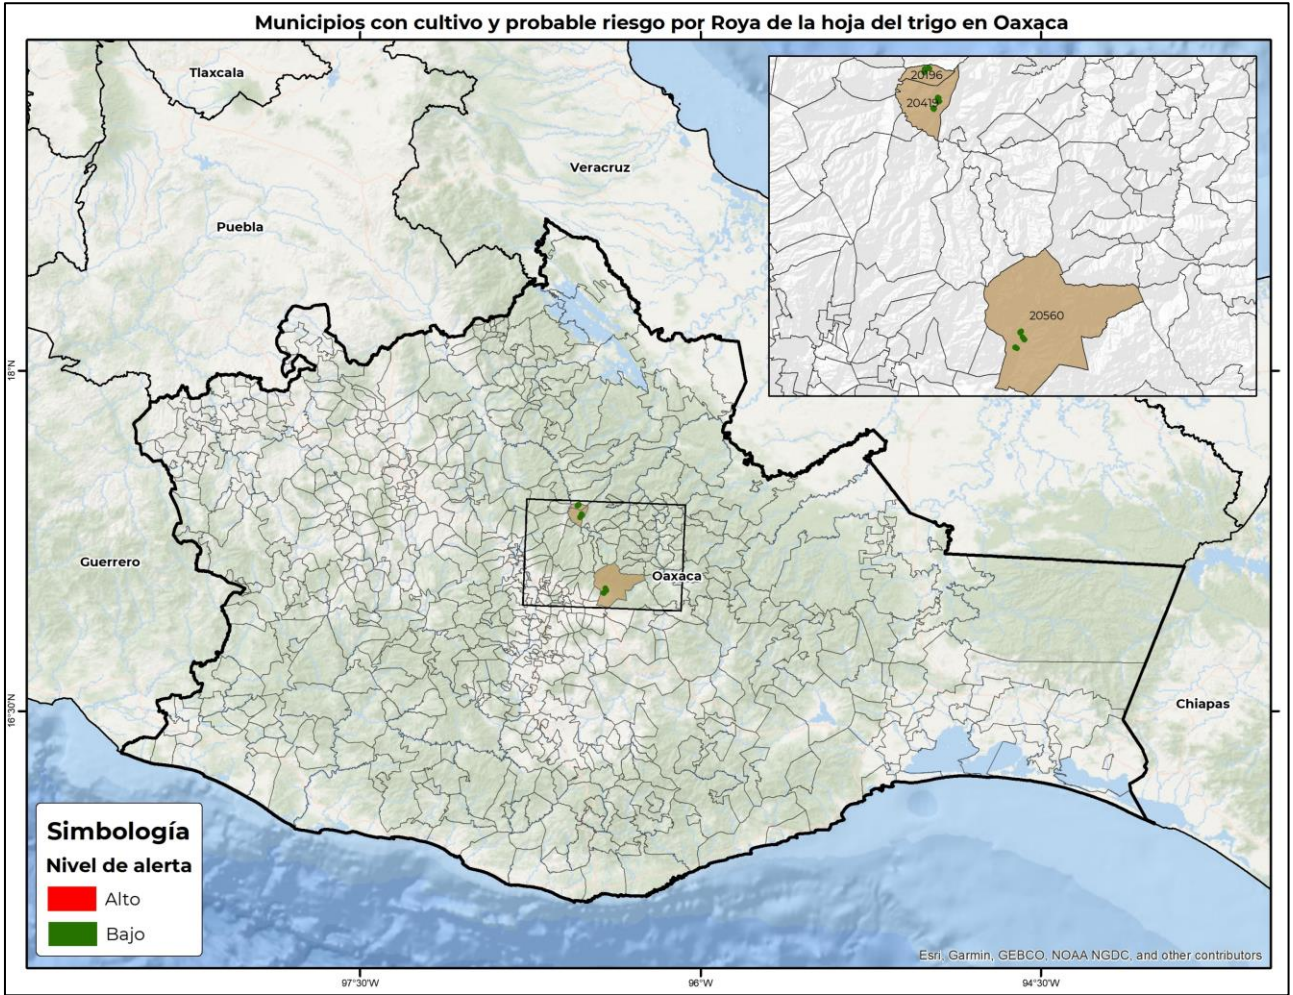 Municipios con cultivo y probable riesgo por Roya de la hoja del trigo en Oaxaca
Tlaxcala
Veracruz
Puebla
Guerrero
Oaxaca
Chiapas
20196
20560
18°N
16°30'N
Simbología
Nivel de alerta
Alto
Bajo
Esri, Garmin, GEBCO, NOAA NGDC, and other contributors
97°30'W
96°W
94°30'W